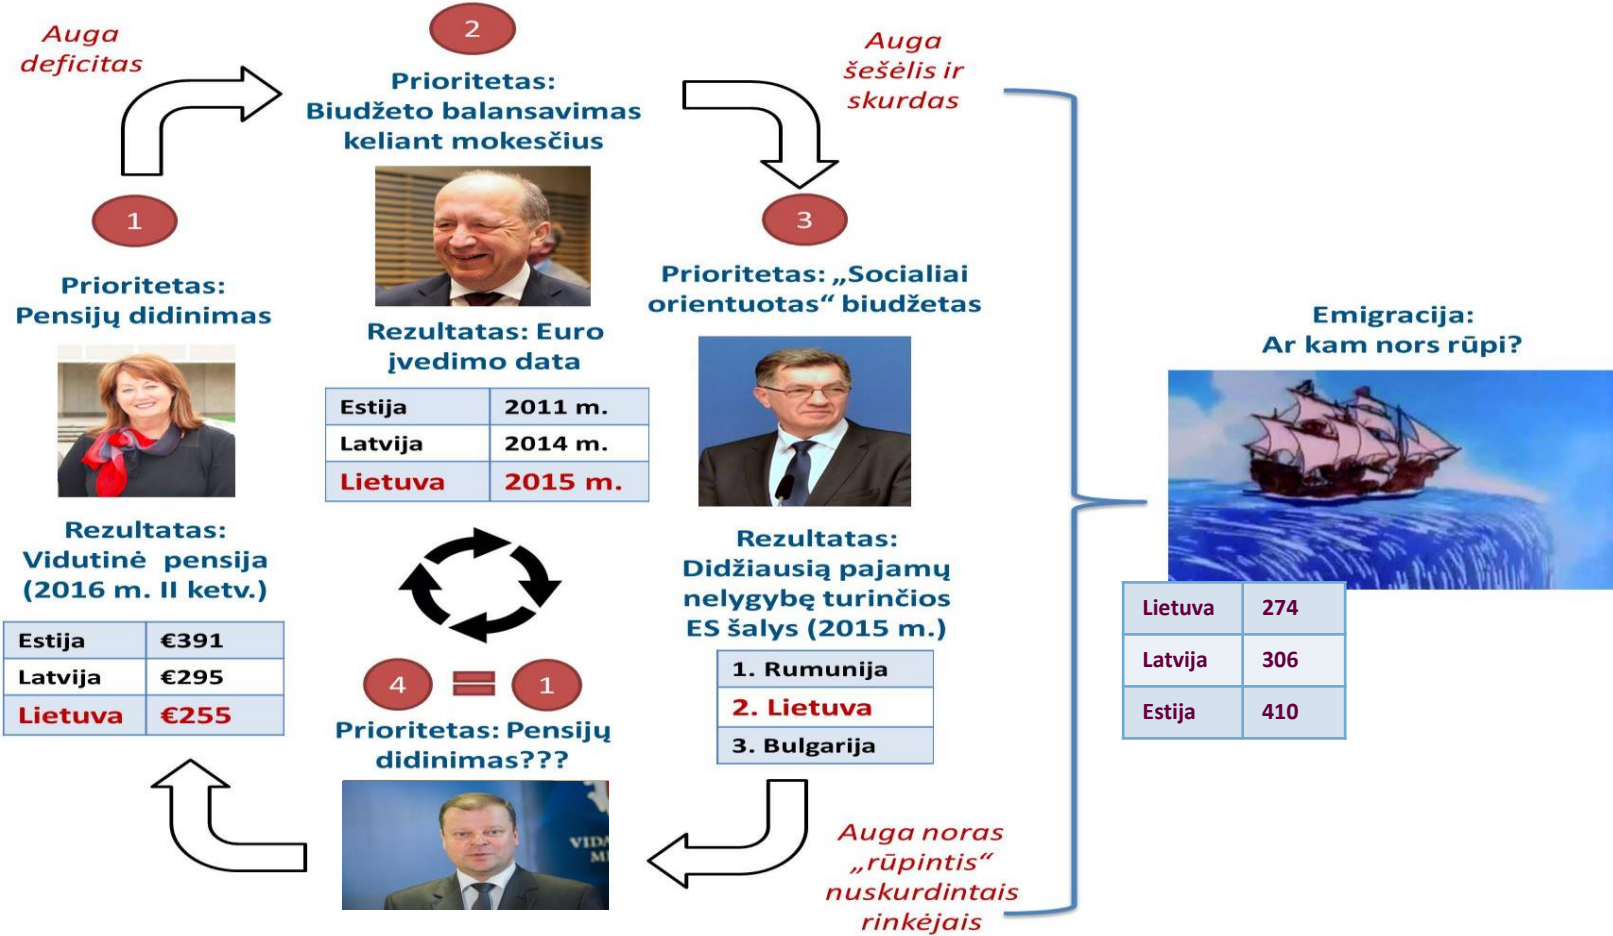 Auga
deficitas
2
Prioritetas:
Biudžeto balansavimas
keliant mokesčius
Auga
šešėlis ir
skurdas
1
Prioritetas:
Pensijų didinimas
Rezultatas:
Vidutinė pensija
(2016 m. II ketv.)
Estija €391
Latvija €295
Lietuva €255
Rezultatas: Euro
įvedimo data
Estija 2011 m.
Latvija 2014 m.
Lietuva 2015 m.
3
Prioritetas: „Socialiai
orientuotas“ biudžetas
Rezultatas:
Didžiausią pajamų
nelygybę turinčios
ES šalys (2015 m.)
1. Rumunija
2. Lietuva
3. Bulgarija
4 = 1
Prioritetas: Pensijų
didinimas???
VIDA
Auga noras
„rūpintis“
nuskurdintais
rinkėjais
Emigracija:
Ar kam nors rūpi?
Lietuva 274
Latvija 306
Estija 410